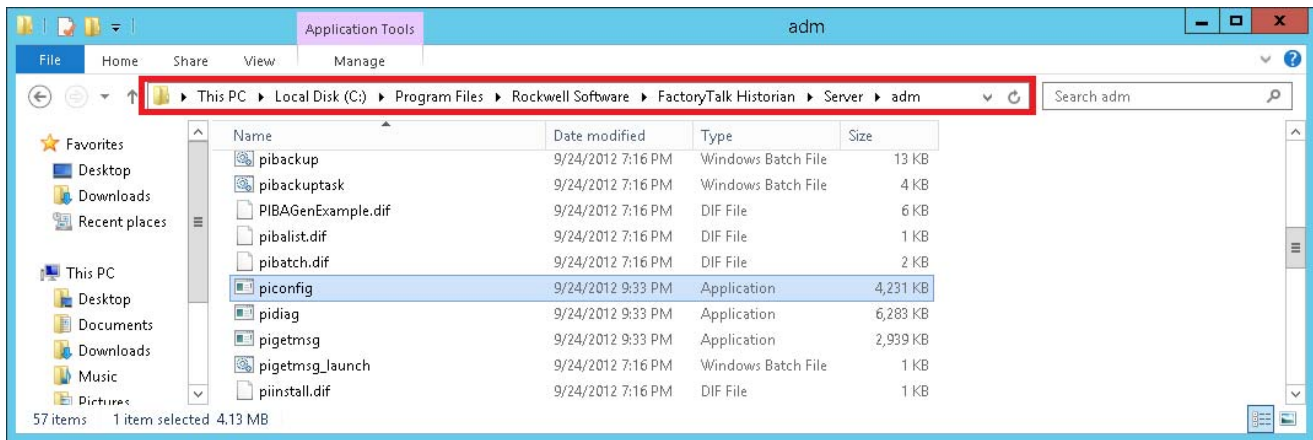 Application Tools
adm
File Home Share View Manage
This PC Local Disk (C:) Program Files Rockwell Software FactoryTalk Historian Server adm
Search adm
Favorites
Desktop
Downloads
Recent places
This PC
Desktop
Documents
Downloads
Music
Pictures
Name Date modified Type Size
pibackup 9/24/2012 7:16 PM Windows Batch File 13 KB
pibackuptask 9/24/2012 7:16 PM Windows Batch File 4 KB
PIBAGenExample.dif 9/24/2012 7:16 PM DIF File 6 KB
pibalist.dif 9/24/2012 7:16 PM DIF File 1 KB
pibatch.dif 9/24/2012 7:16 PM DIF File 2 KB
piconfig 9/24/2012 9:33 PM Application 4,231 KB
pidiag 9/24/2012 9:33 PM Application 6,283 KB
pigetmsg 9/24/2012 9:33 PM Application 2,939 KB
pigetmsg_launch 9/24/2012 7:16 PM Windows Batch File 1 KB
piinstall.dif 9/24/2012 7:16 PM DIF File 1 KB
57 items 1 item selected 4.13 MB